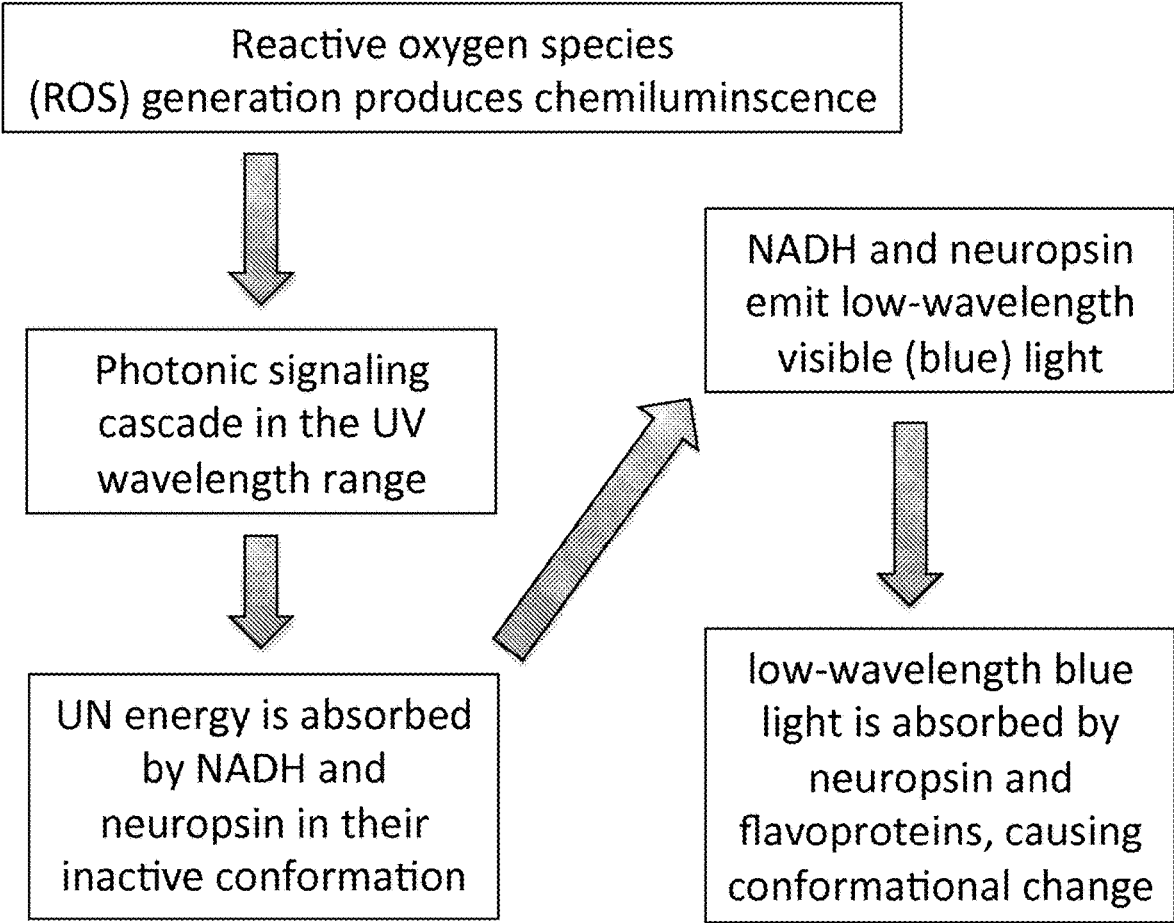 Reactive oxygen species
(ROS) generation produces chemiluminscence
Photonic signaling
cascade in the UV
wavelength range
UN energy is absorbed
by NADH and
neuropsin in their
inactive conformation
NADH and neuropsin
emit low-wavelength
visible (blue) light
low-wavelength blue
light is absorbed by
neuropsin and
flavoproteins, causing
conformational change